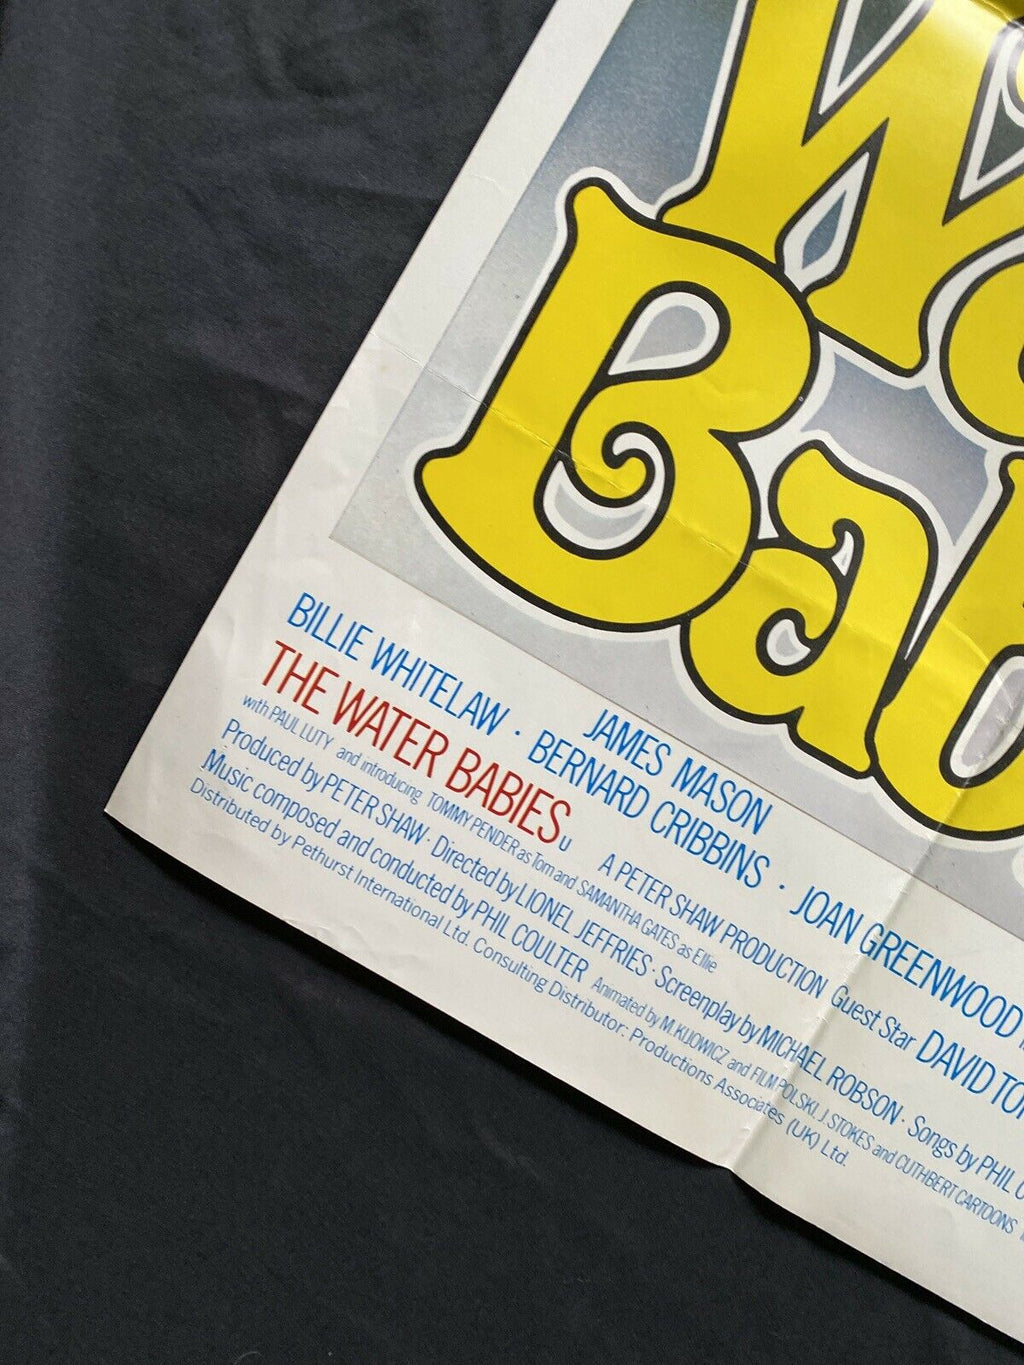 Wa
Bab
JAMES MASON
BILLIE WHITELAW · BERNARD CRIBBINS · JOAN GREENWOOD
THE WATER BABIES U A PETER SHAW PRODUCTION Guest Star DAVID TO
with PAUL LUTY and introducing TOMMY PENDER as Tom and SAMANTHA GATES as Ellie
Produced by PETER SHAW · Directed by LIONEL JEFFRIES · Screenplay by MICHAEL ROBSON · Songs by PHIL
Music composed and conducted by PHIL COULTER Animated by M. KIJOWICZ and FILM POLSKI, J. STOKES and CUTHBERT CARTOONS
Distributed by Pethurst International Ltd. Consulting Distributor: Productions Associates (UK) Ltd.